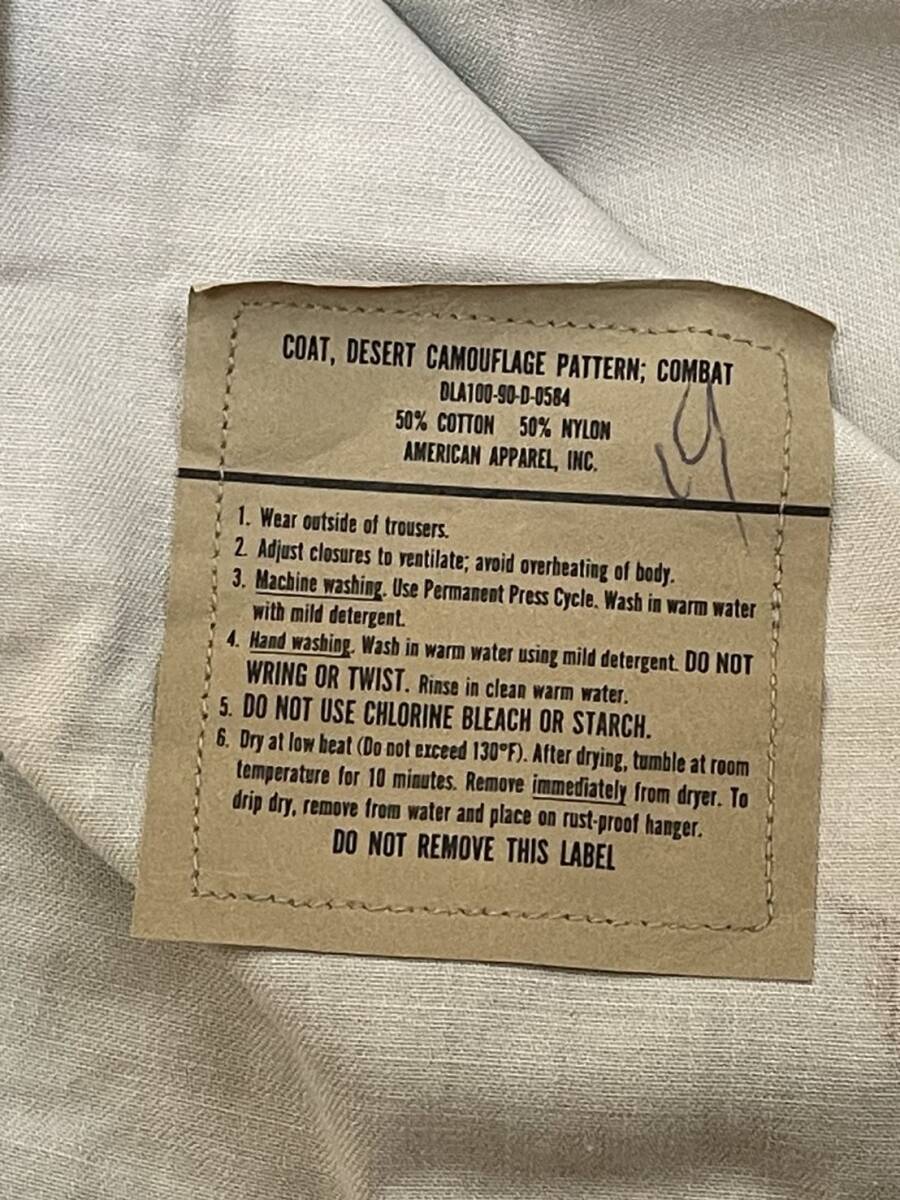 COAT, DESERT CAMOUFLAGE PATTERN; COMBAT
DLA100-90-D-0584
50% COTTON 50% NYLON
AMERICAN APPAREL, INC.
1. Wear outside of trousers.
2. Adjust closures to ventilate; avoid overheating of body.
3. Machine washing. Use Permanent Press Cycle. Wash in warm water
with mild detergent.
4. Hand washing. Wash in warm water using mild detergent. DO NOT
WRING OR TWIST. Rinse in clean warm water.
5. DO NOT USE CHLORINE BLEACH OR STARCH.
6. Dry at low heat (Do not exceed 130°F). After drying, tumble at room
temperature for 10 minutes. Remove immediately from dryer. To
drip dry, remove from water and place on rust-proof hanger.
DO NOT REMOVE THIS LABEL